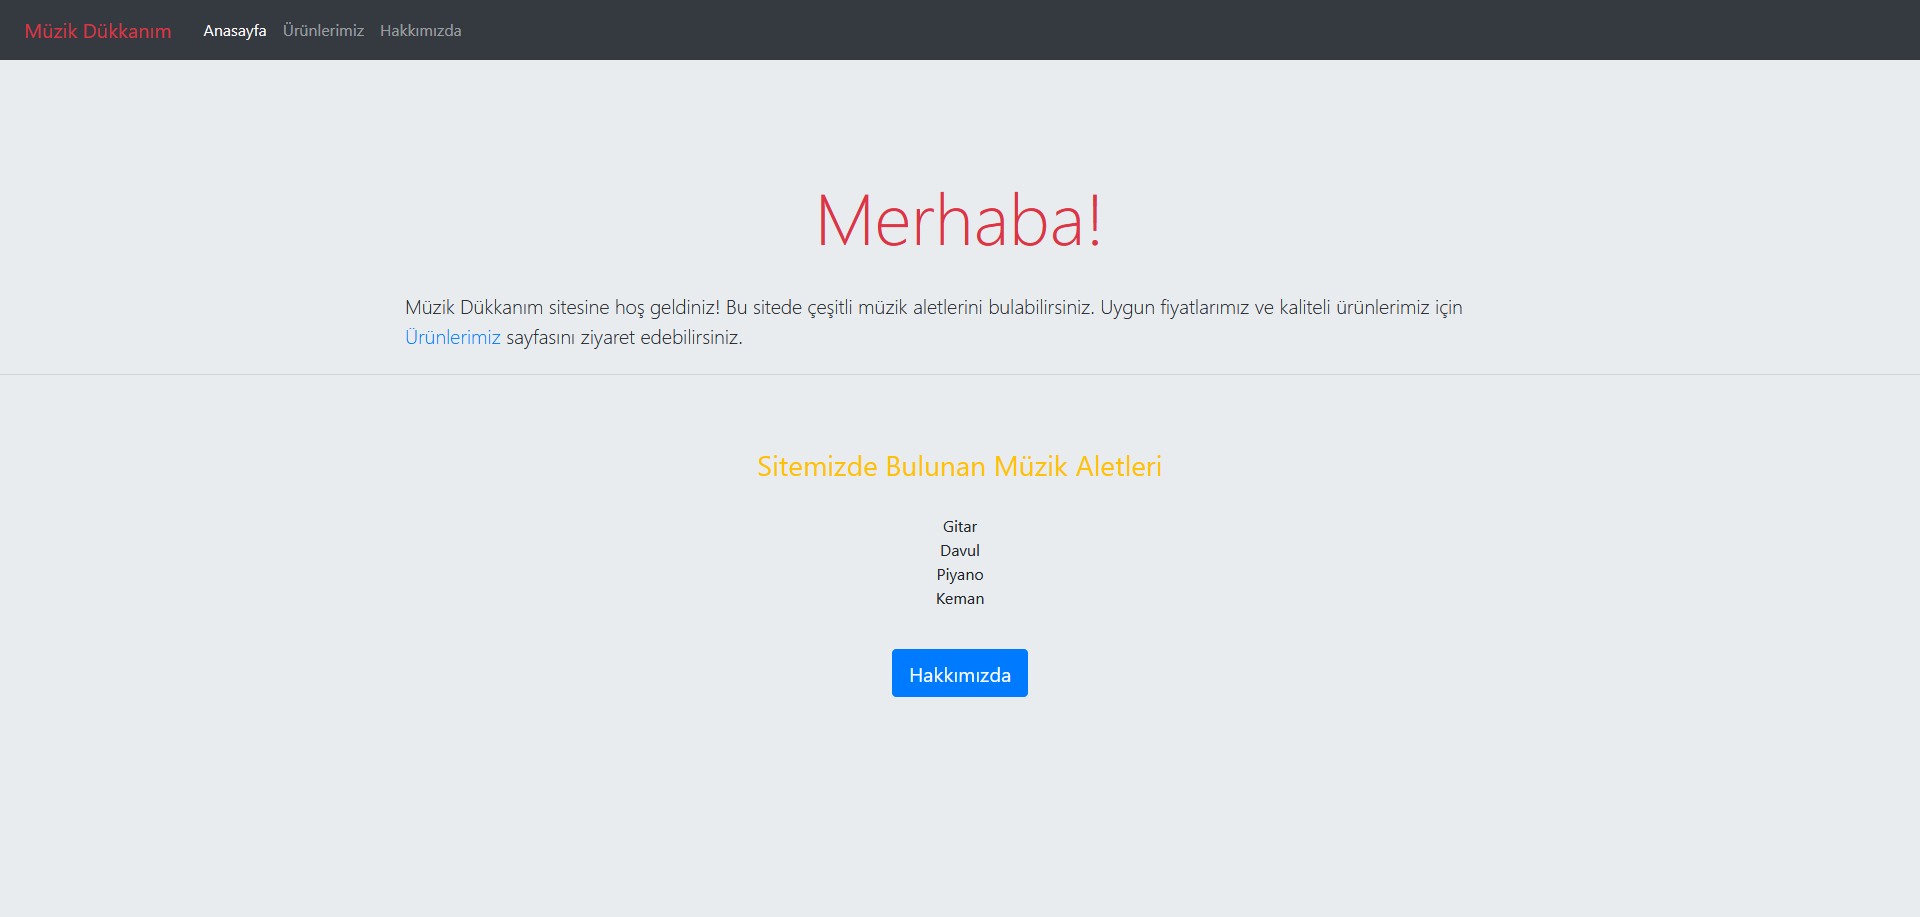 Müzik Dükkanım Anasayfa Ürünlerimiz Hakkımızda
Merhaba!
Müzik Dükkanım sitesine hoş geldiniz! Bu sitede çeşitli müzik aletlerini bulabilirsiniz. Uygun fiyatlarımız ve kaliteli ürünlerimiz için
Ürünlerimiz sayfasını ziyaret edebilirsiniz.
Sitemizde Bulunan Müzik Aletleri
Gitar
Davul
Piyano
Keman
Hakkımızda